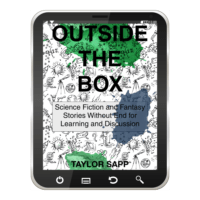 OUTSIDE
THE
BOX
Science Fiction and Fantasy
Stories Without End for
Learning and Discussion
TAYLOR SAPP